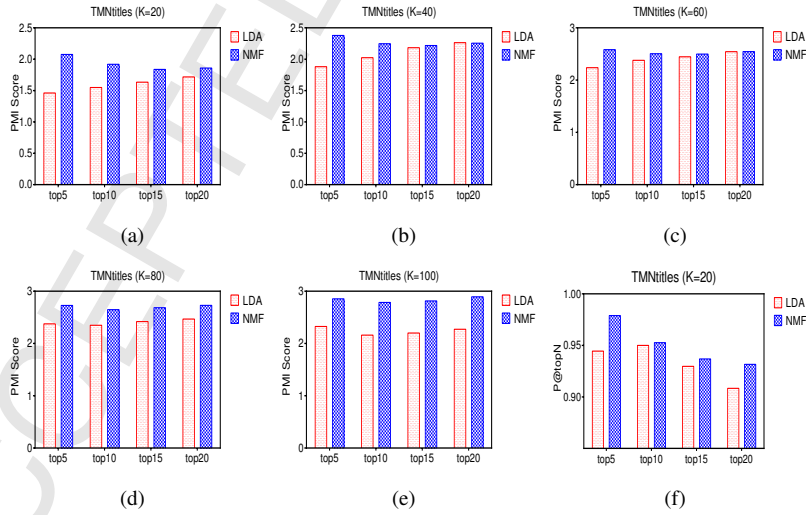 TMNtitles (K=20)
2.5
2.0
1.5
1.0
0.5
0.0
PMI Score
top5 top10 top15 top20
LDA
NMF
(a)
TMNtitles (K=40)
2.5
2.0
1.5
1.0
0.5
0.0
PMI Score
top5 top10 top15 top20
LDA
NMF
(b)
TMNtitles (K=60)
3
2
1
0
PMI Score
top5 top10 top15 top20
LDA
NMF
(c)
TMNtitles (K=80)
3
2
1
0
PMI Score
top5 top10 top15 top20
LDA
NMF
(d)
TMNtitles (K=100)
3
2
1
0
PMI Score
top5 top10 top15 top20
LDA
NMF
(e)
TMNtitles (K=20)
1.00
0.95
0.90
P@topN
top5 top10 top15 top20
LDA
NMF
(f)
CCEPTE